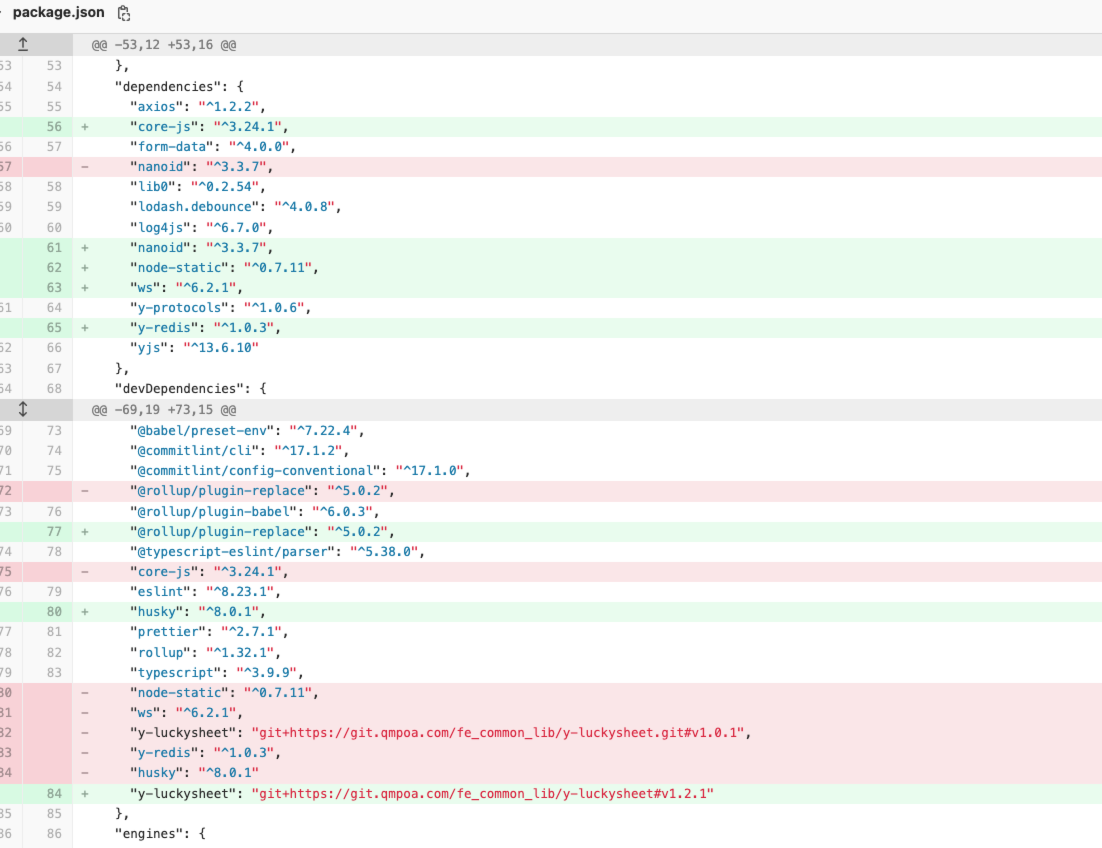 package.json
@@ -53,12 +53,16 @@
53 53 },
54 54 "dependencies": {
55 55 "axios": "^1.2.2",
56 + "core-js": "^3.24.1",
56 57 "form-data": "^4.0.0",
57 - "nanoid": "^3.3.7",
58 58 "lib0": "^0.2.54",
59 59 "lodash.debounce": "^4.0.8",
60 60 "log4js": "^6.7.0",
61 + "nanoid": "^3.3.7",
62 + "node-static": "^0.7.11",
63 + "ws": "^6.2.1",
61 64 "y-protocols": "^1.0.6",
65 + "y-redis": "^1.0.3",
62 66 "yjs": "^13.6.10"
63 67 },
64 68 "devDependencies": {
@@ -69,19 +73,15 @@
69 73 "@babel/preset-env": "^7.22.4",
70 74 "@commitlint/cli": "^17.1.2",
71 75 "@commitlint/config-conventional": "^17.1.0",
72 - "@rollup/plugin-replace": "^5.0.2",
73 76 "@rollup/plugin-babel": "^6.0.3",
77 + "@rollup/plugin-replace": "^5.0.2",
74 78 "@typescript-eslint/parser": "^5.38.0",
75 - "core-js": "^3.24.1",
76 79 "eslint": "^8.23.1",
80 + "husky": "^8.0.1",
77 81 "prettier": "^2.7.1",
78 82 "rollup": "^1.32.1",
79 83 "typescript": "^3.9.9",
80 - "node-static": "^0.7.11",
81 - "ws": "^6.2.1",
82 - "y-luckysheet": "git+https://git.qmpoa.com/fe_common_lib/y-luckysheet.git#v1.0.1",
83 - "y-redis": "^1.0.3",
84 - "husky": "^8.0.1"
84 + "y-luckysheet": "git+https://git.qmpoa.com/fe_common_lib/y-luckysheet#v1.2.1"
85 85 },
86 86 "engines": {